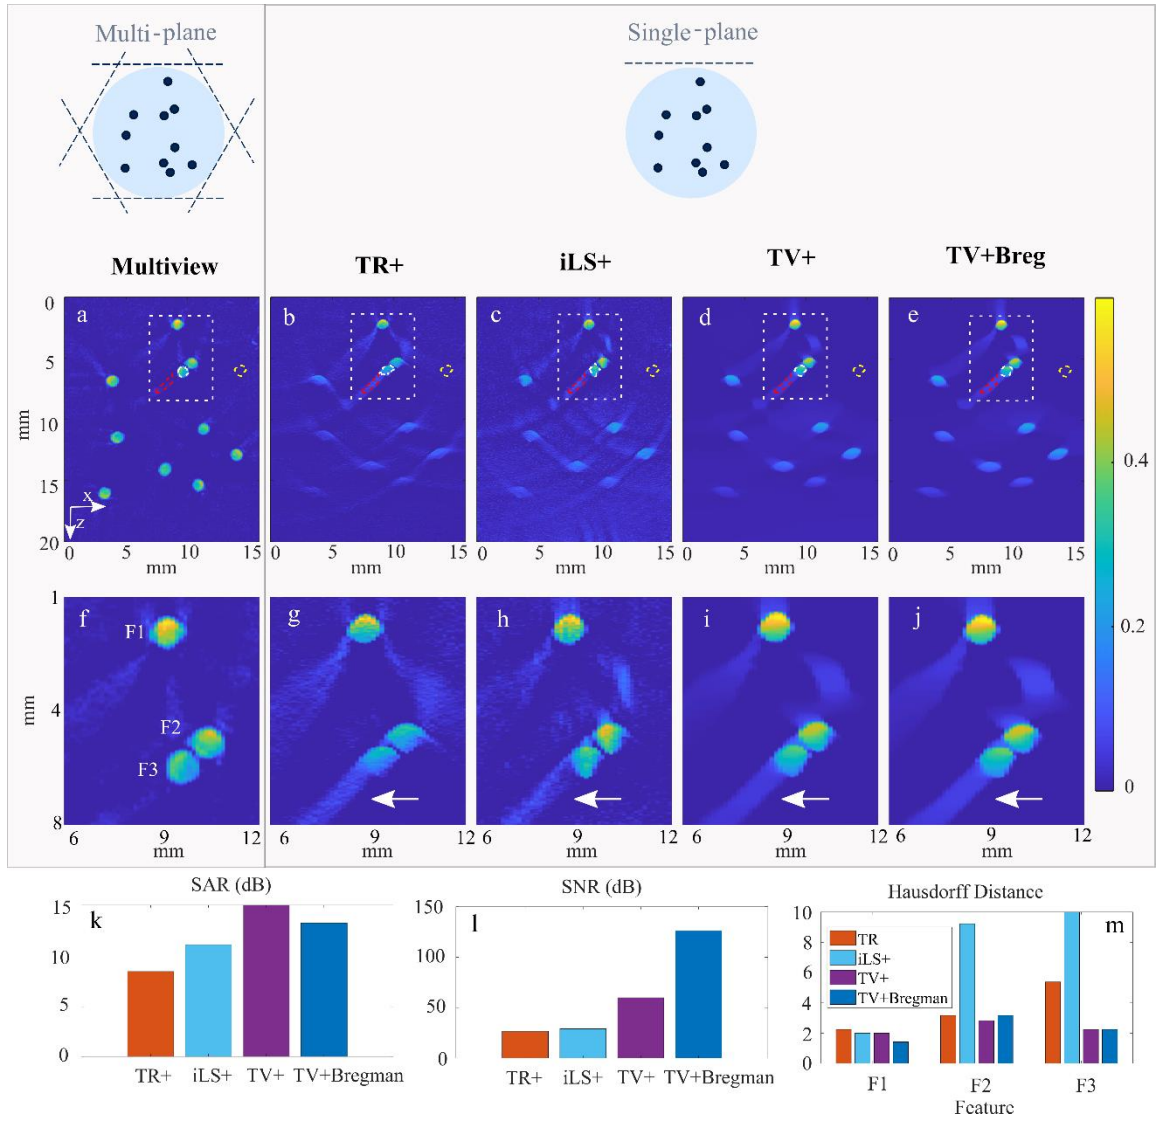 Multi-plane
Single-plane
Multiview
TR+
iLS+
TV+
TV+Breg
0
5
10
15
20
mm
a
b
c
d
e
x
z
0 5 10 15
mm
0 5 10 15
mm
0 5 10 15
mm
0 5 10 15
mm
0 5 10 15
mm
0.4
0.2
0
1
4
8
mm
f
g
h
i
j
F1
F2
F3
6 9 12
mm
6 9 12
mm
6 9 12
mm
6 9 12
mm
6 9 12
mm
SAR (dB)
k
15
10
5
0
TR+ iLS+ TV+ TV+Bregman
SNR (dB)
l
150
100
50
0
TR+ iLS+ TV+ TV+Bregman
Hausdorff Distance
m
10
8
6
4
2
0
TR
iLS+
TV+
TV+Bregman
F1 F2 F3
Feature